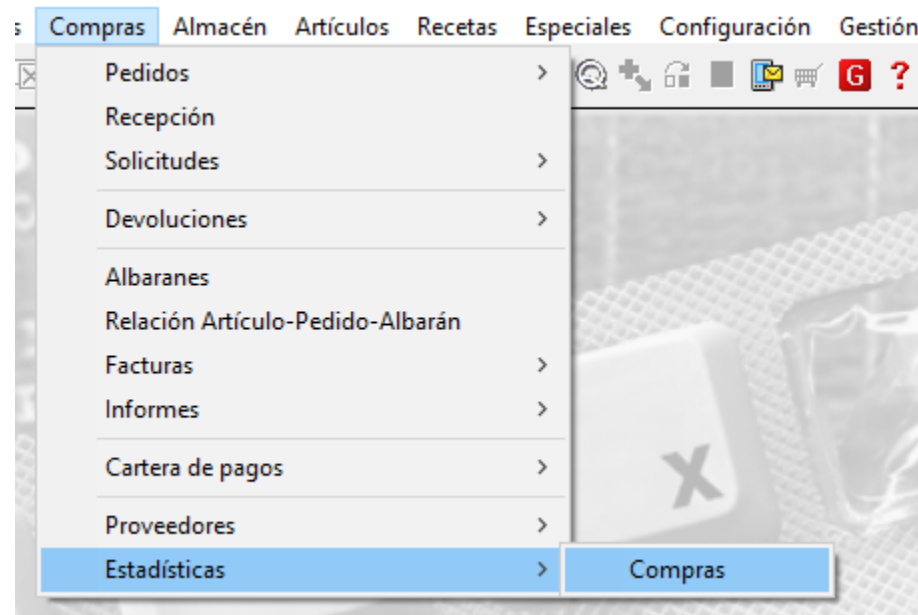 s Compras Almacén Artículos Recetas Especiales Configuración Gestión
G ?
Pedidos
Recepción
Solicitudes
Devoluciones
Albaranes
Relación Artículo-Pedido-Albarán
Facturas
Informes
Cartera de pagos
Proveedores
Estadísticas
Compras
X